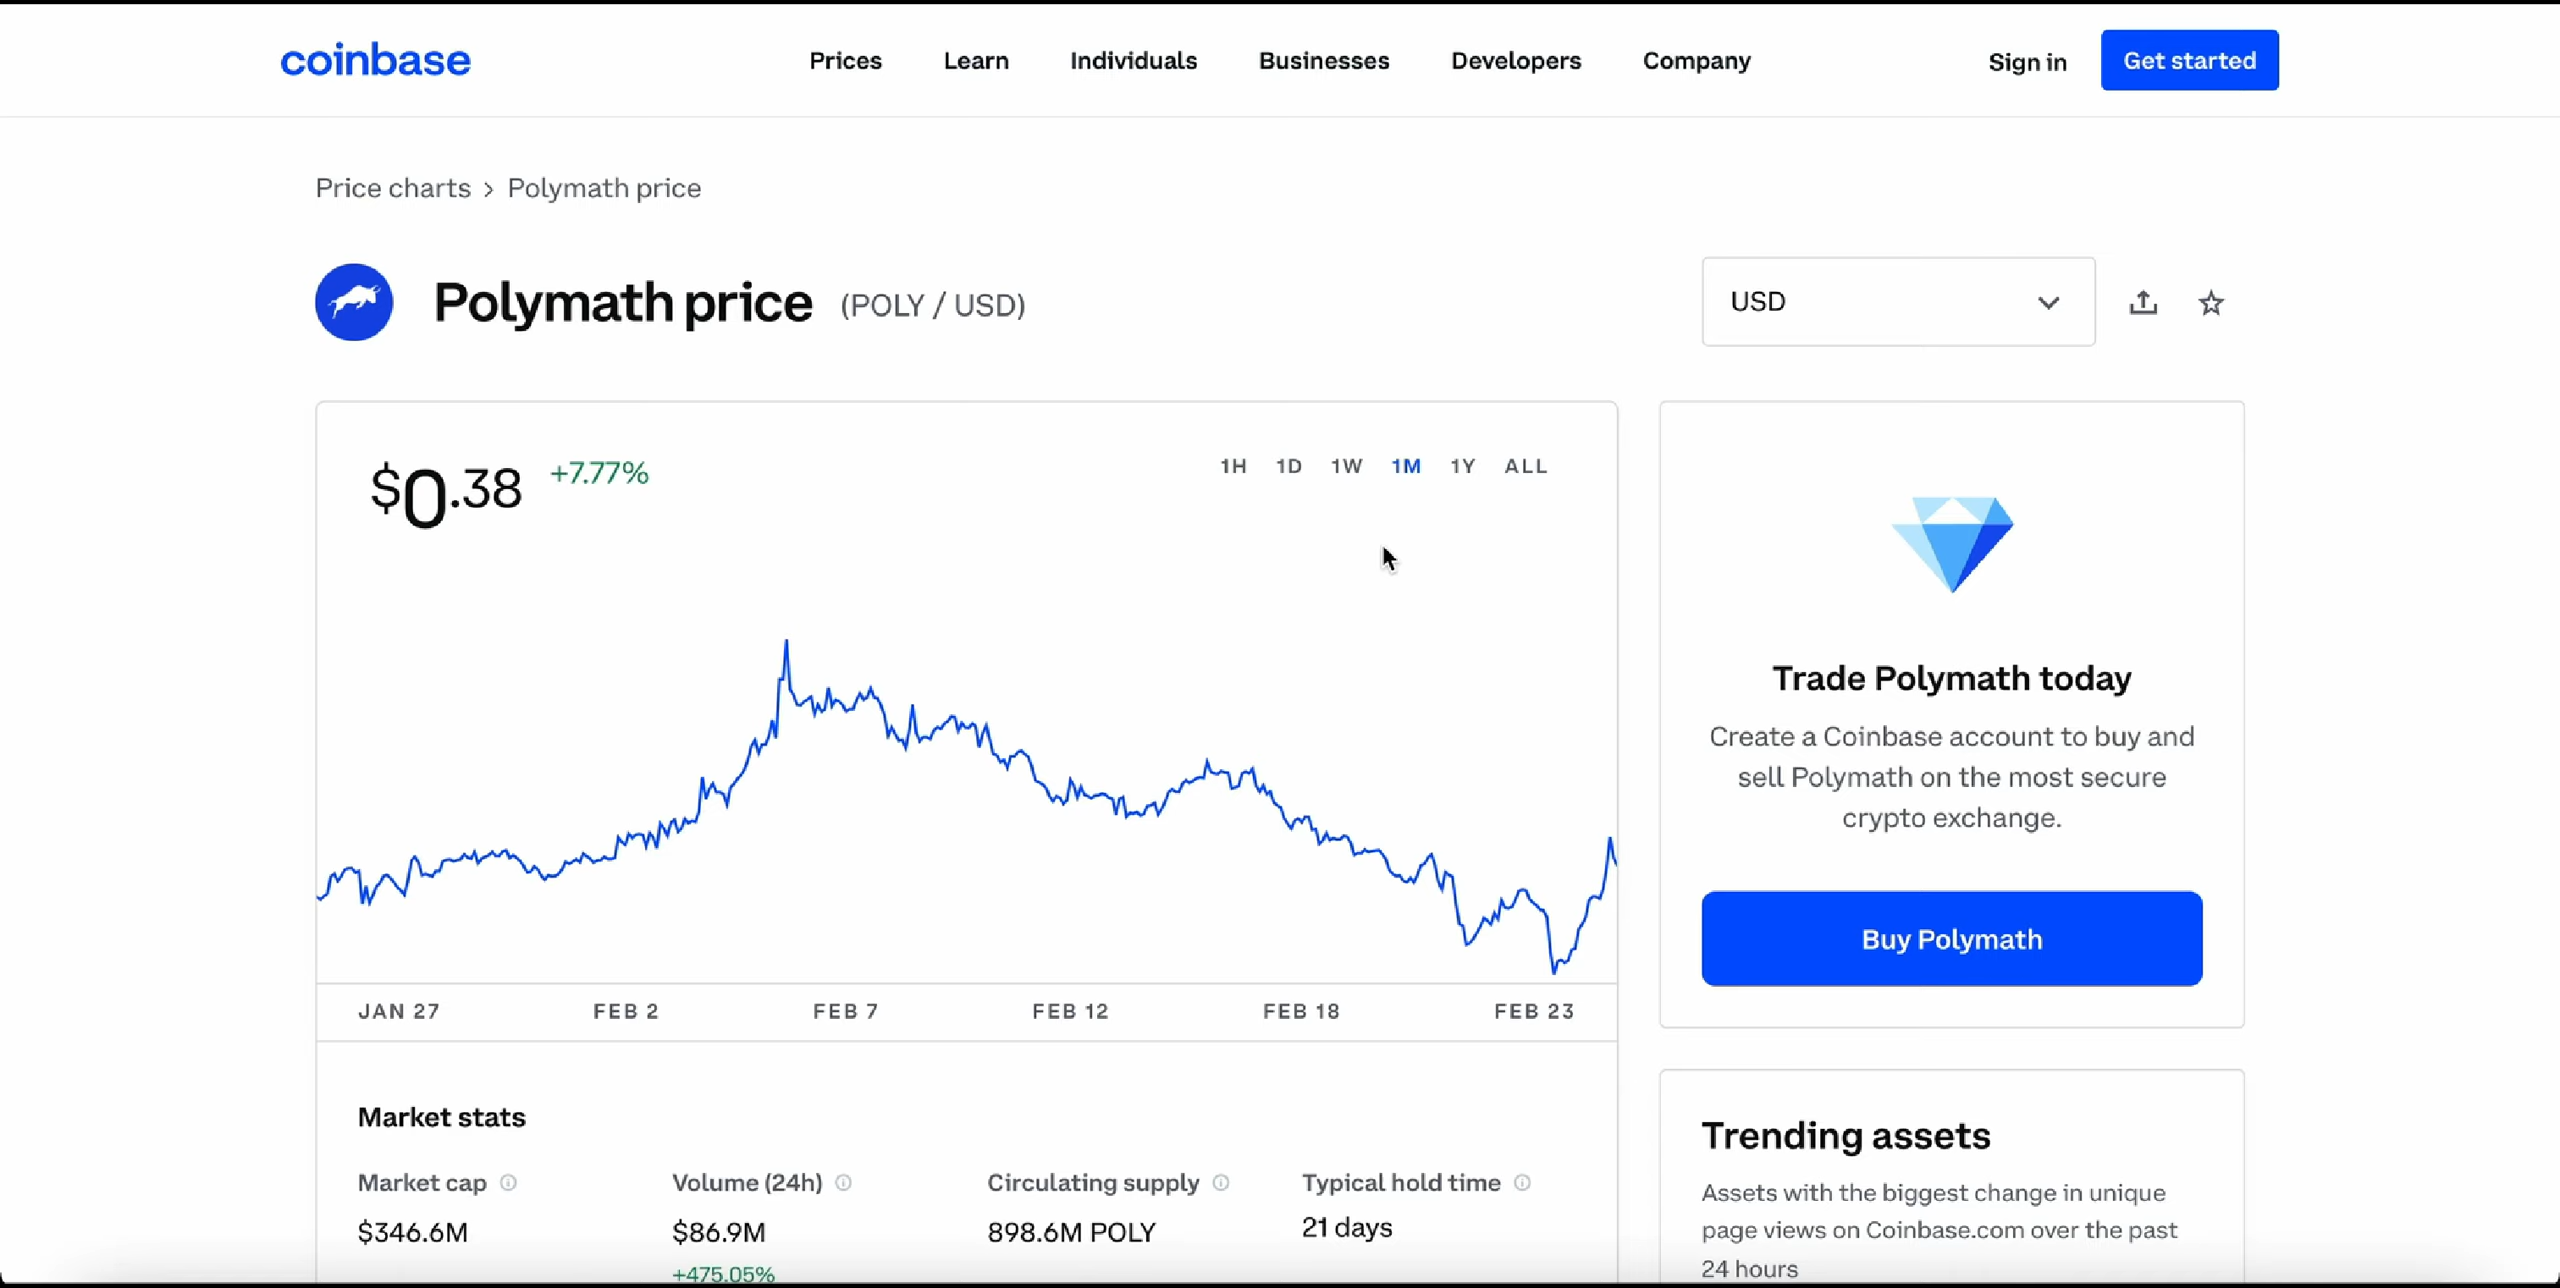 coinbase
Prices Learn Individuals Businesses Developers Company
Sign in Get started
Price charts > Polymath price
Polymath price (POLY / USD)
USD
$0.38 +7.77%
1H 1D 1W 1M 1Y ALL
JAN 27 FEB 2 FEB 7 FEB 12 FEB 18 FEB 23
Market stats
Market cap Volume (24h) Circulating supply Typical hold time
$346.6M $86.9M 898.6M POLY 21 days
+475.05%
Trade Polymath today
Create a Coinbase account to buy and
sell Polymath on the most secure
crypto exchange.
Buy Polymath
Trending assets
Assets with the biggest change in unique
page views on Coinbase.com over the past
24 hours